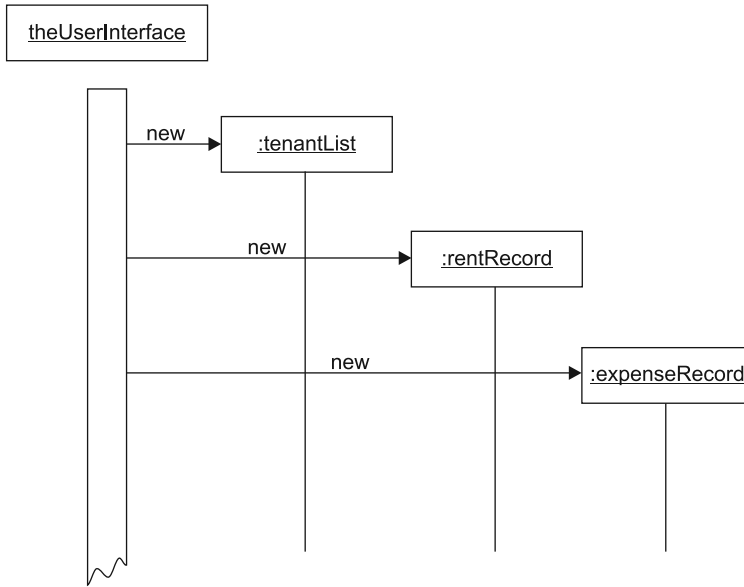 theUserInterface
new
:tenantList
new
:rentRecord
new
:expenseRecord